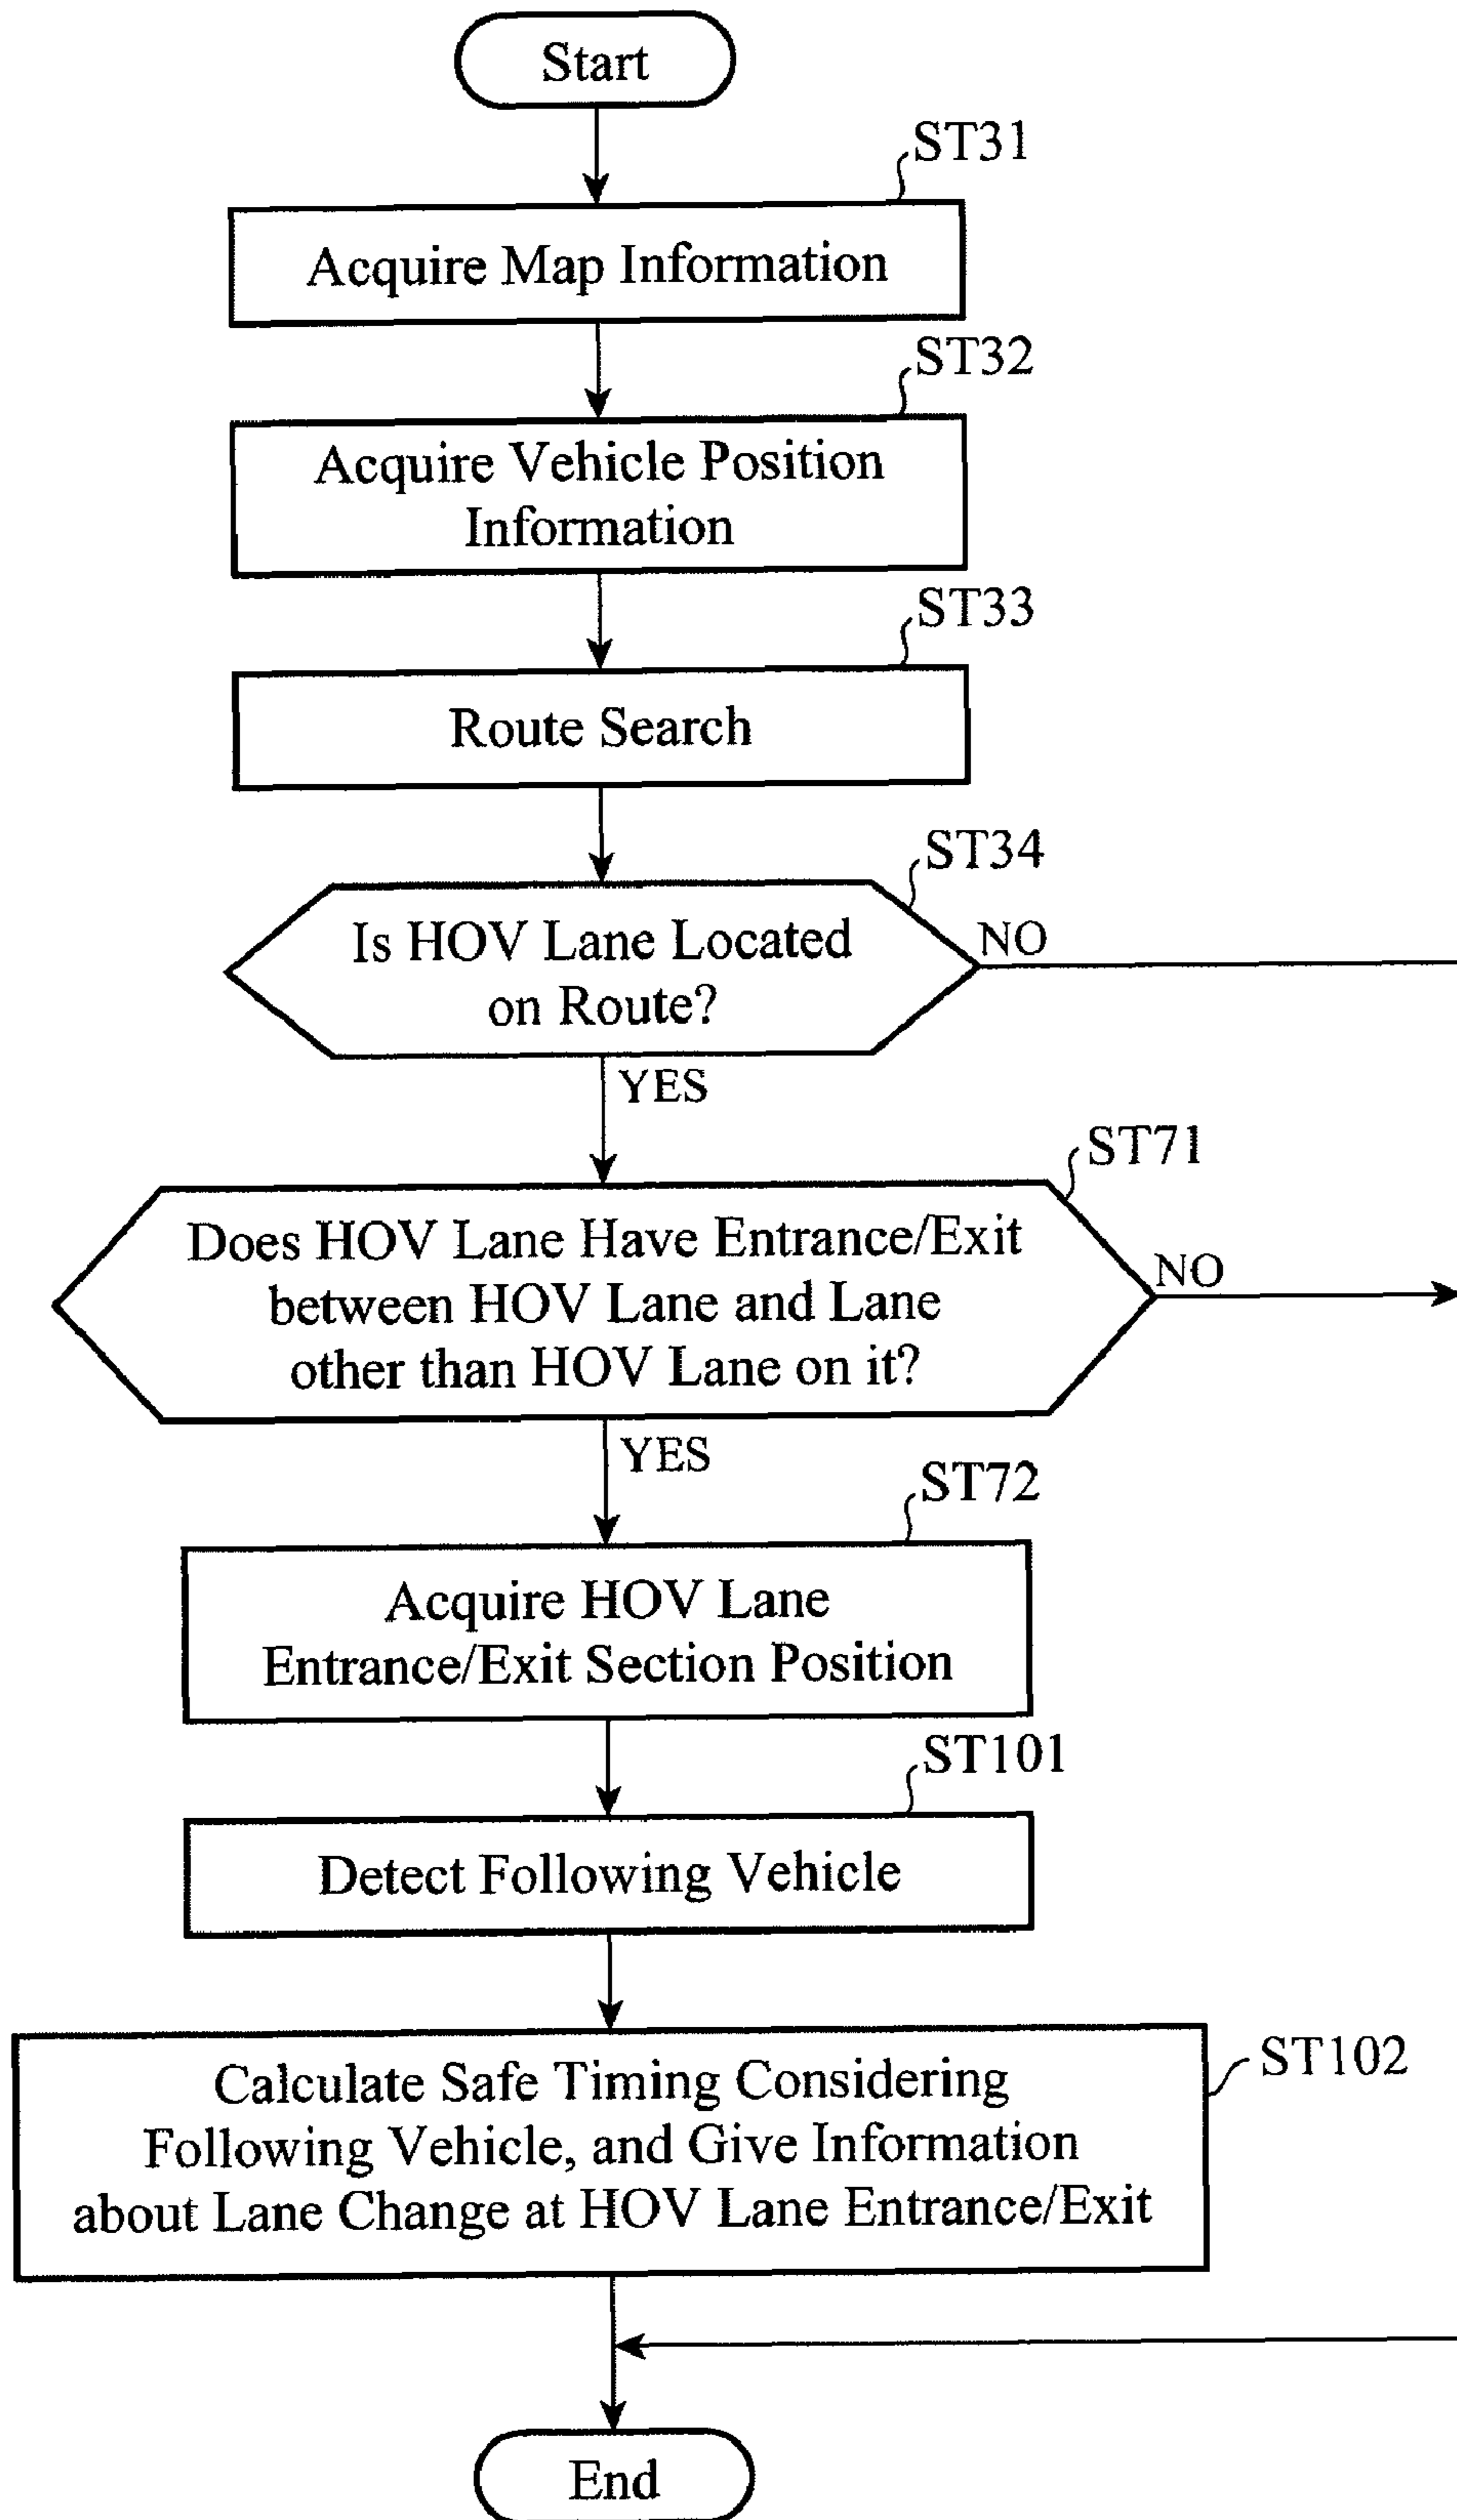 Start
ST31
Acquire Map Information
ST32
Acquire Vehicle Position
Information
ST33
Route Search
ST34
Is HOV Lane Located
on Route?
NO
YES
ST71
Does HOV Lane Have Entrance/Exit
between HOV Lane and Lane
other than HOV Lane on it?
NO
YES
ST72
Acquire HOV Lane
Entrance/Exit Section Position
ST101
Detect Following Vehicle
ST102
Calculate Safe Timing Considering
Following Vehicle, and Give Information
about Lane Change at HOV Lane Entrance/Exit
End